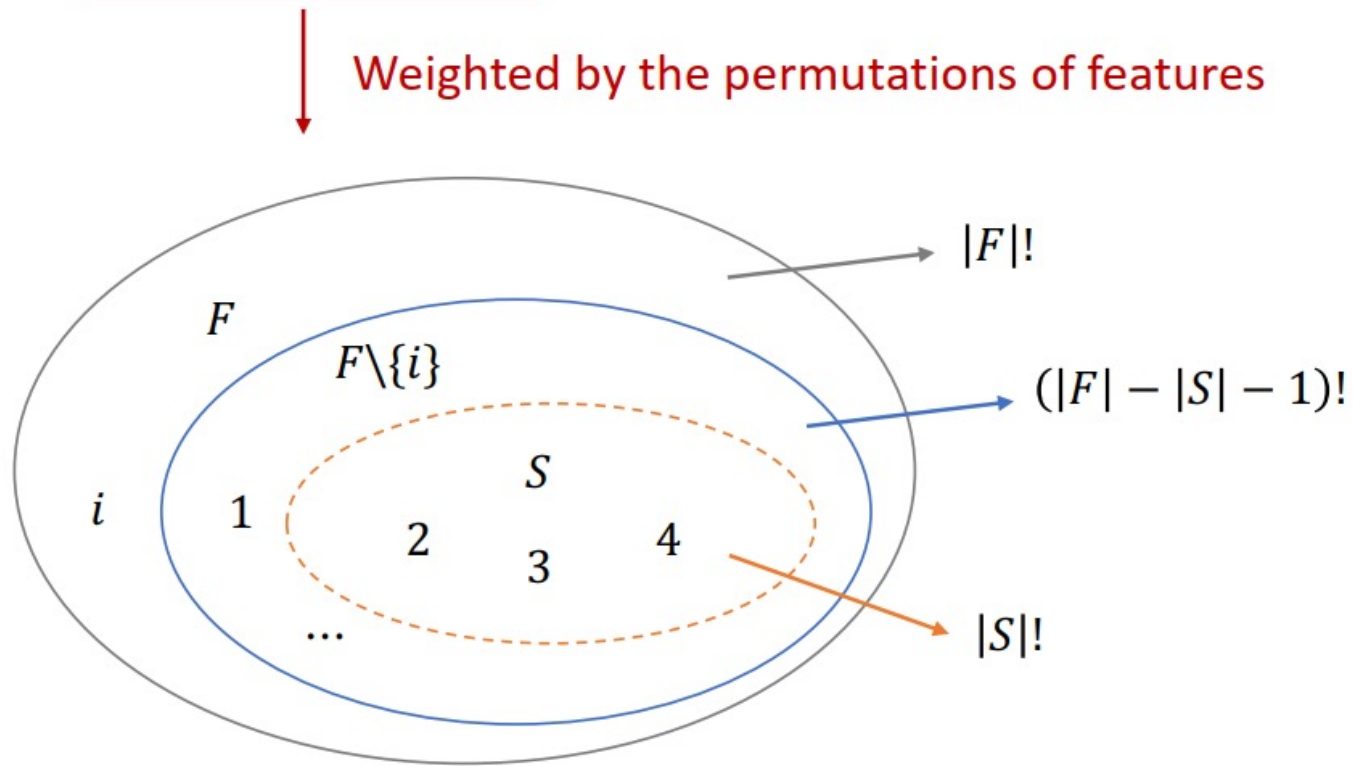 Weighted by the permutations of features
|F|!
F
F\{i}
(|F| − |S| − 1)!
S
i
1
2
3
4
...
|S|!